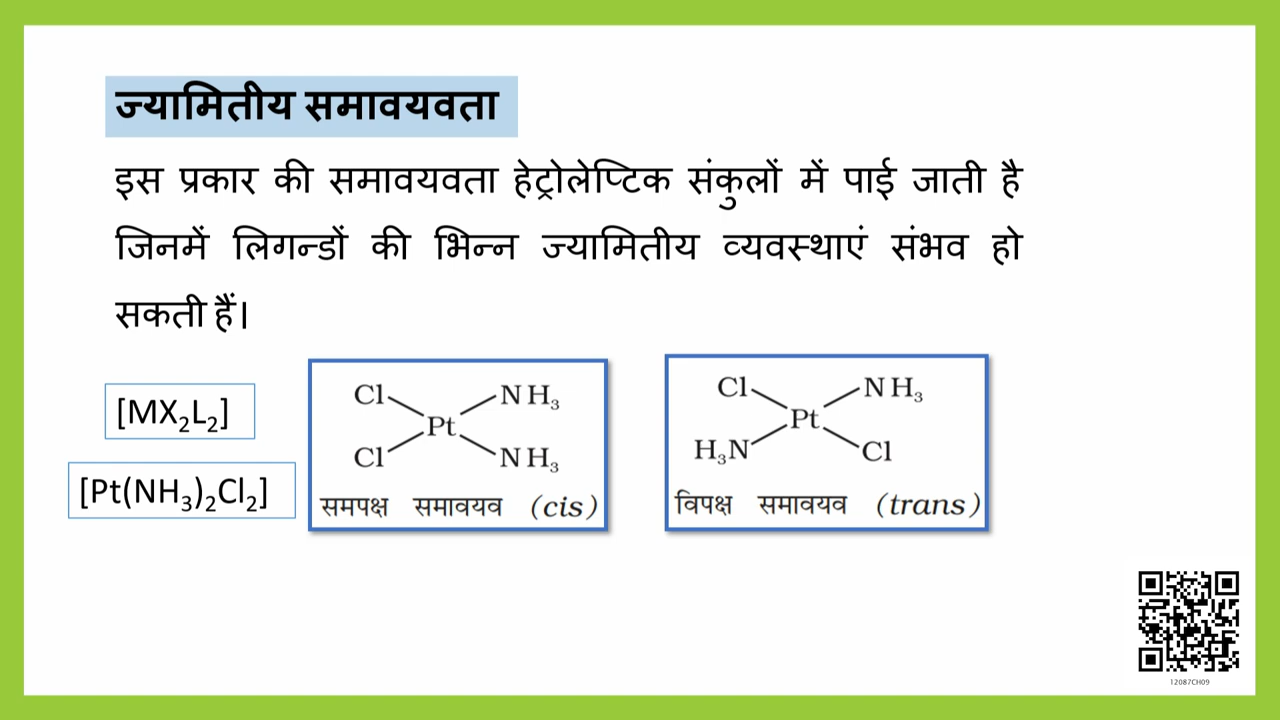 ज्यामितीय समावयवता
इस प्रकार की समावयवता हेट्रोलेप्टिक संकुलों में पाई जाती है
जिनमें लिगन्डों की भिन्न ज्यामितीय व्यवस्थाएं संभव हो
सकती हैं।
[MX₂L₂]
[Pt(NH₃)₂Cl₂]
Cl NH₃
Pt
Cl NH₃
समपक्ष समावयव (cis)
Cl NH₃
Pt
H₃N Cl
विपक्ष समावयव (trans)
12087CH09